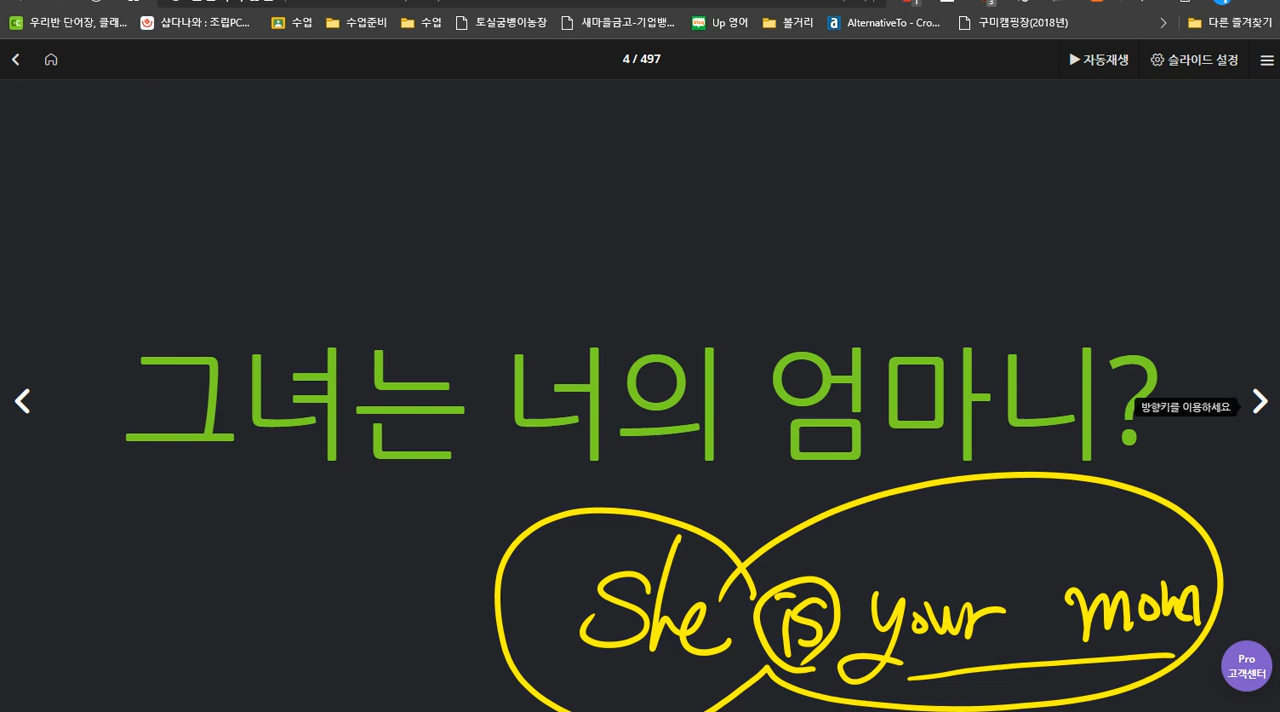 우리반 단어장, 클래... 샵다나와 : 조립PC... 수업 수업준비 수업 토실굼뱅이농장 새마을금고-기업뱅... Up 영어 볼거리 AlternativeTo - Cro... 구미캠핑장(2018년) 다른 즐겨찾기
4 / 497 자동재생 슬라이드 설정
그녀는 너의 엄마니?
방향키를 이용하세요
She is your mom
Pro
고객센터